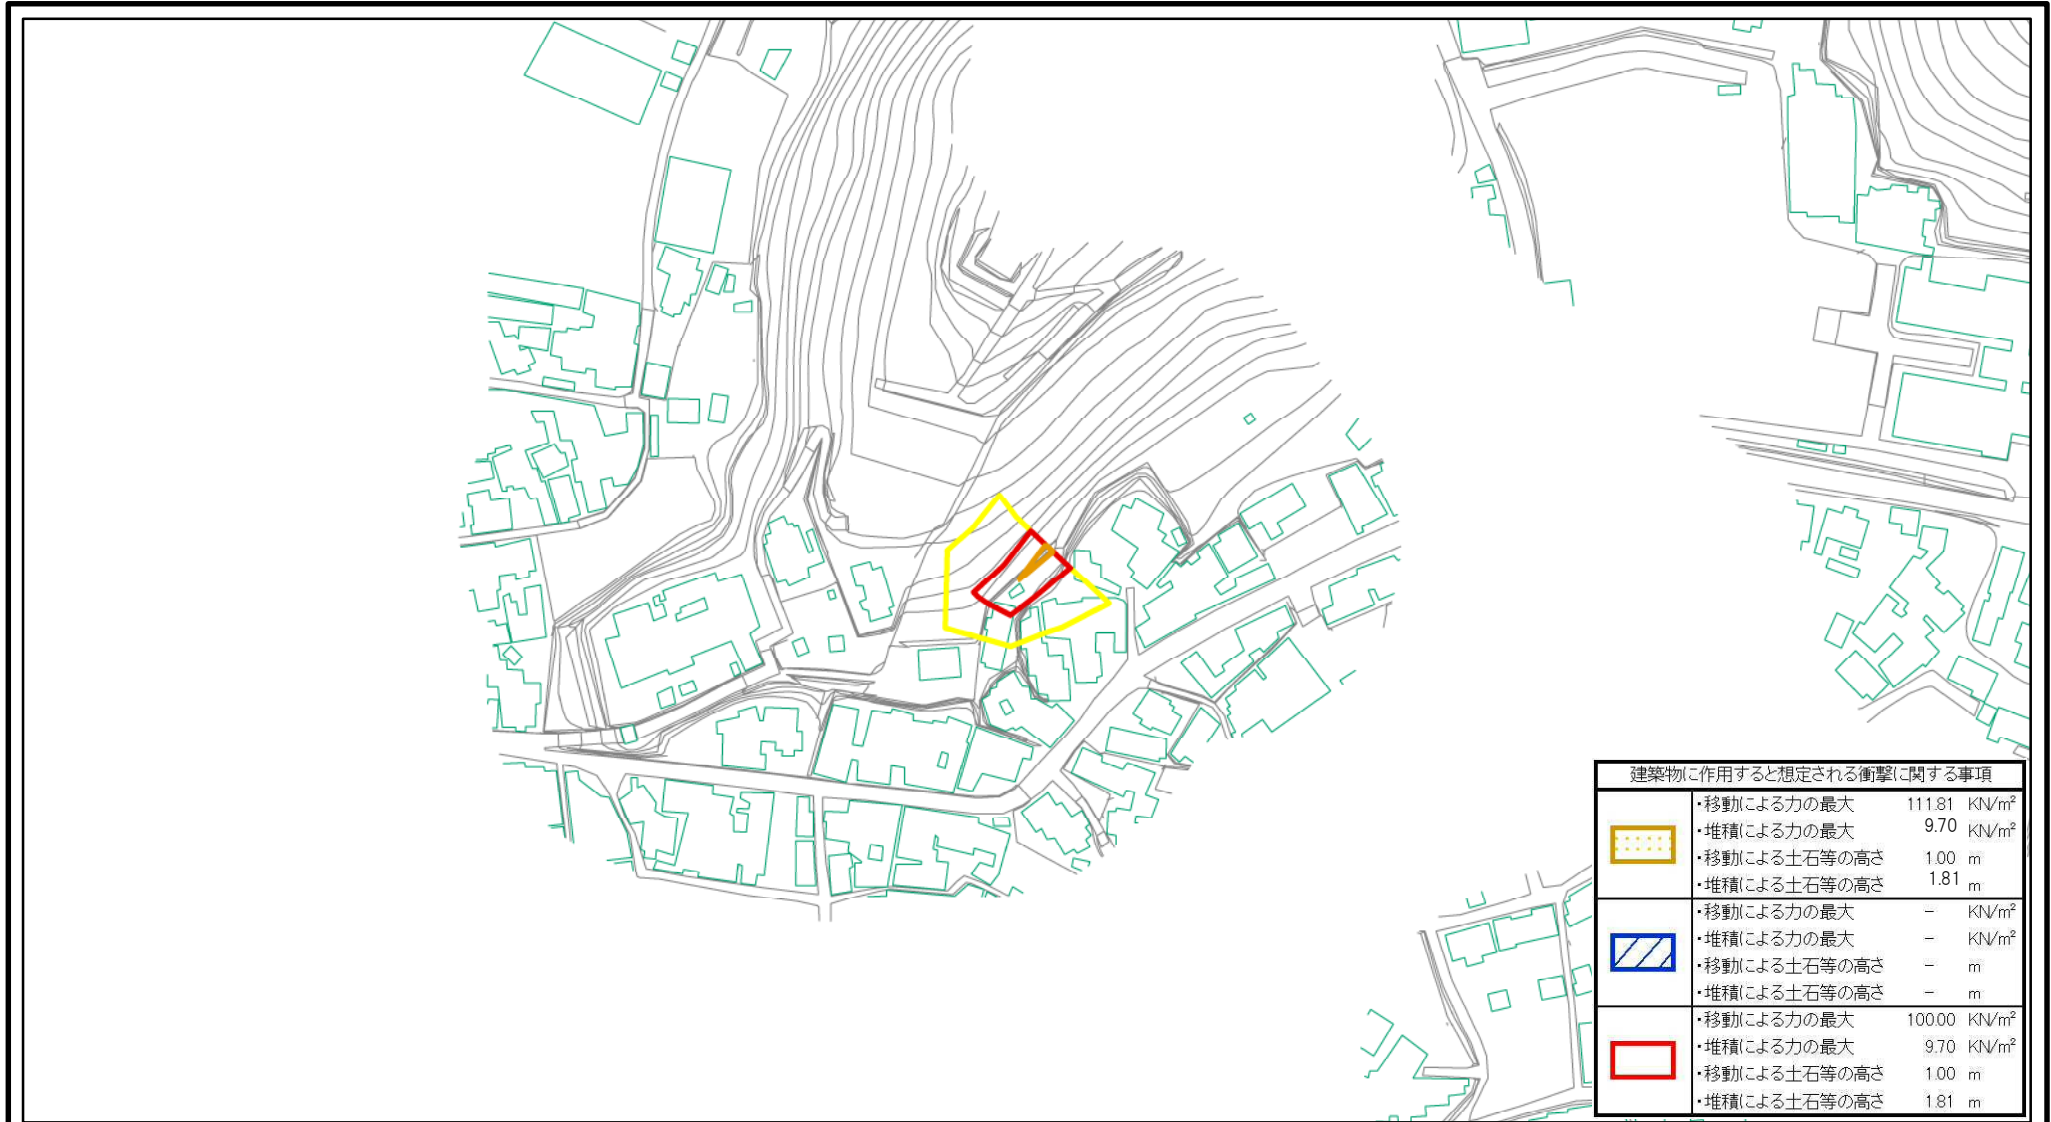 建築物に作用すると想定される衝撃に関する事項
・移動による力の最大 111.81 KN/m²
・堆積による力の最大 9.70 KN/m²
・移動による土石等の高さ 1.00 m
・堆積による土石等の高さ 1.81 m
・移動による力の最大 - KN/m²
・堆積による力の最大 - KN/m²
・移動による土石等の高さ - m
・堆積による土石等の高さ - m
・移動による力の最大 100.00 KN/m²
・堆積による力の最大 9.70 KN/m²
・移動による土石等の高さ 1.00 m
・堆積による土石等の高さ 1.81 m